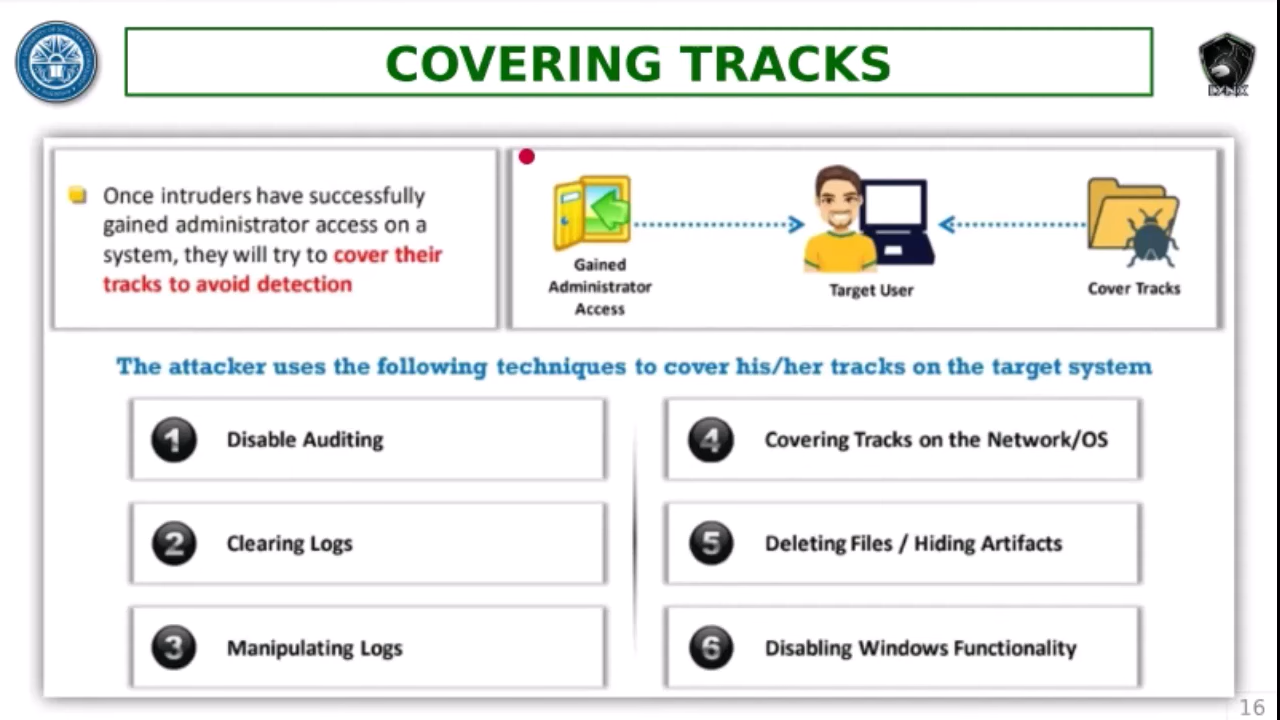 COVERING TRACKS
LYNX
Once intruders have successfully
gained administrator access on a
system, they will try to cover their
tracks to avoid detection
Gained
Administrator
Access
Target User
Cover Tracks
The attacker uses the following techniques to cover his/her tracks on the target system
1 Disable Auditing
2 Clearing Logs
3 Manipulating Logs
4 Covering Tracks on the Network/OS
5 Deleting Files / Hiding Artifacts
6 Disabling Windows Functionality
16